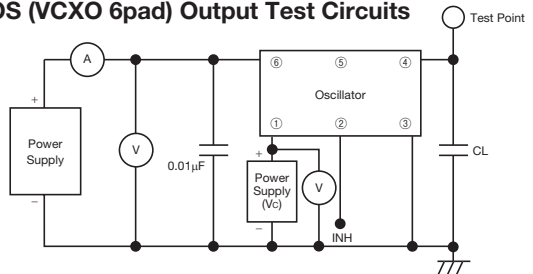 OS (VCXO 6pad) Output Test Circuits
Test Point
A
⑥ ⑤ ④
Oscillator
① ② ③
+
Power
Supply
−
V
0.01μF
+
Power
Supply
(Vc)
−
V
INH
CL